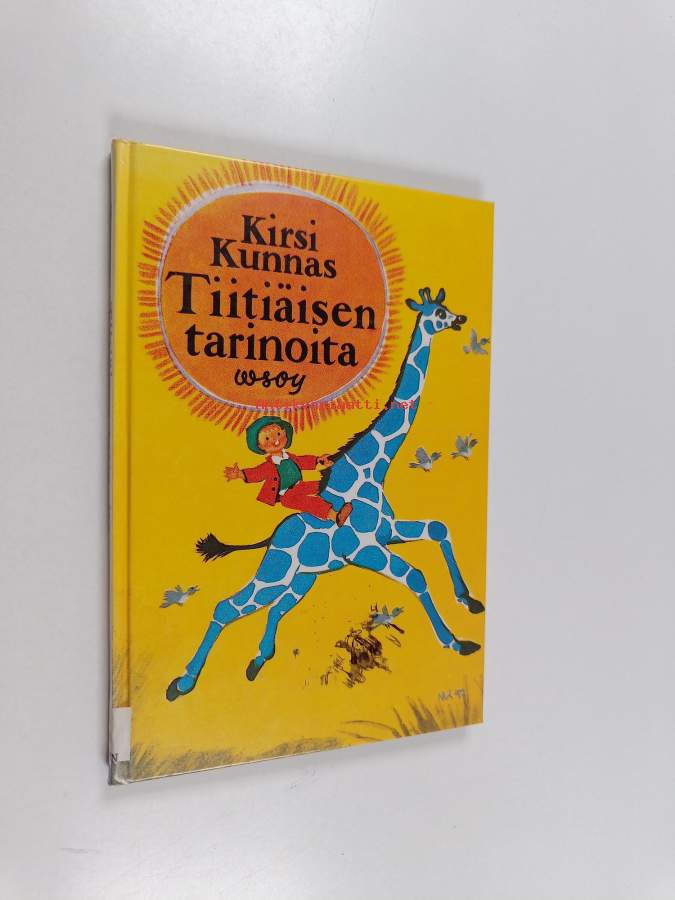 Kirsi
Kunnas
Tiitiäisen
tarinoita
wsoy